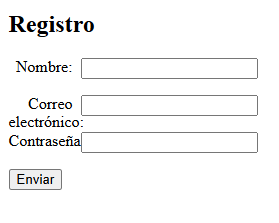 Registro
Nombre:
Correo
electrónico:
Contraseña
Enviar